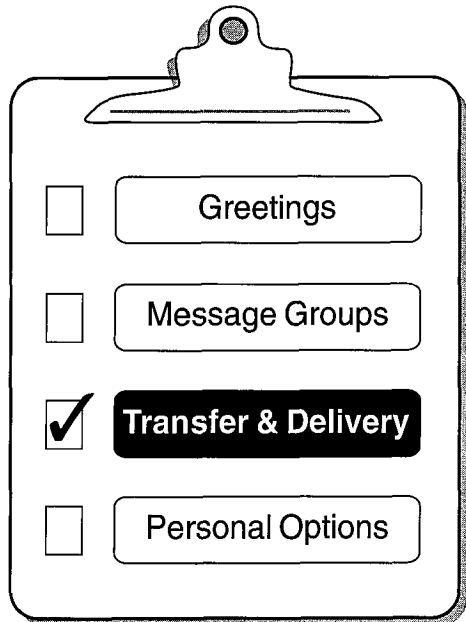 Greetings
Message Groups
Transfer & Delivery
Personal Options